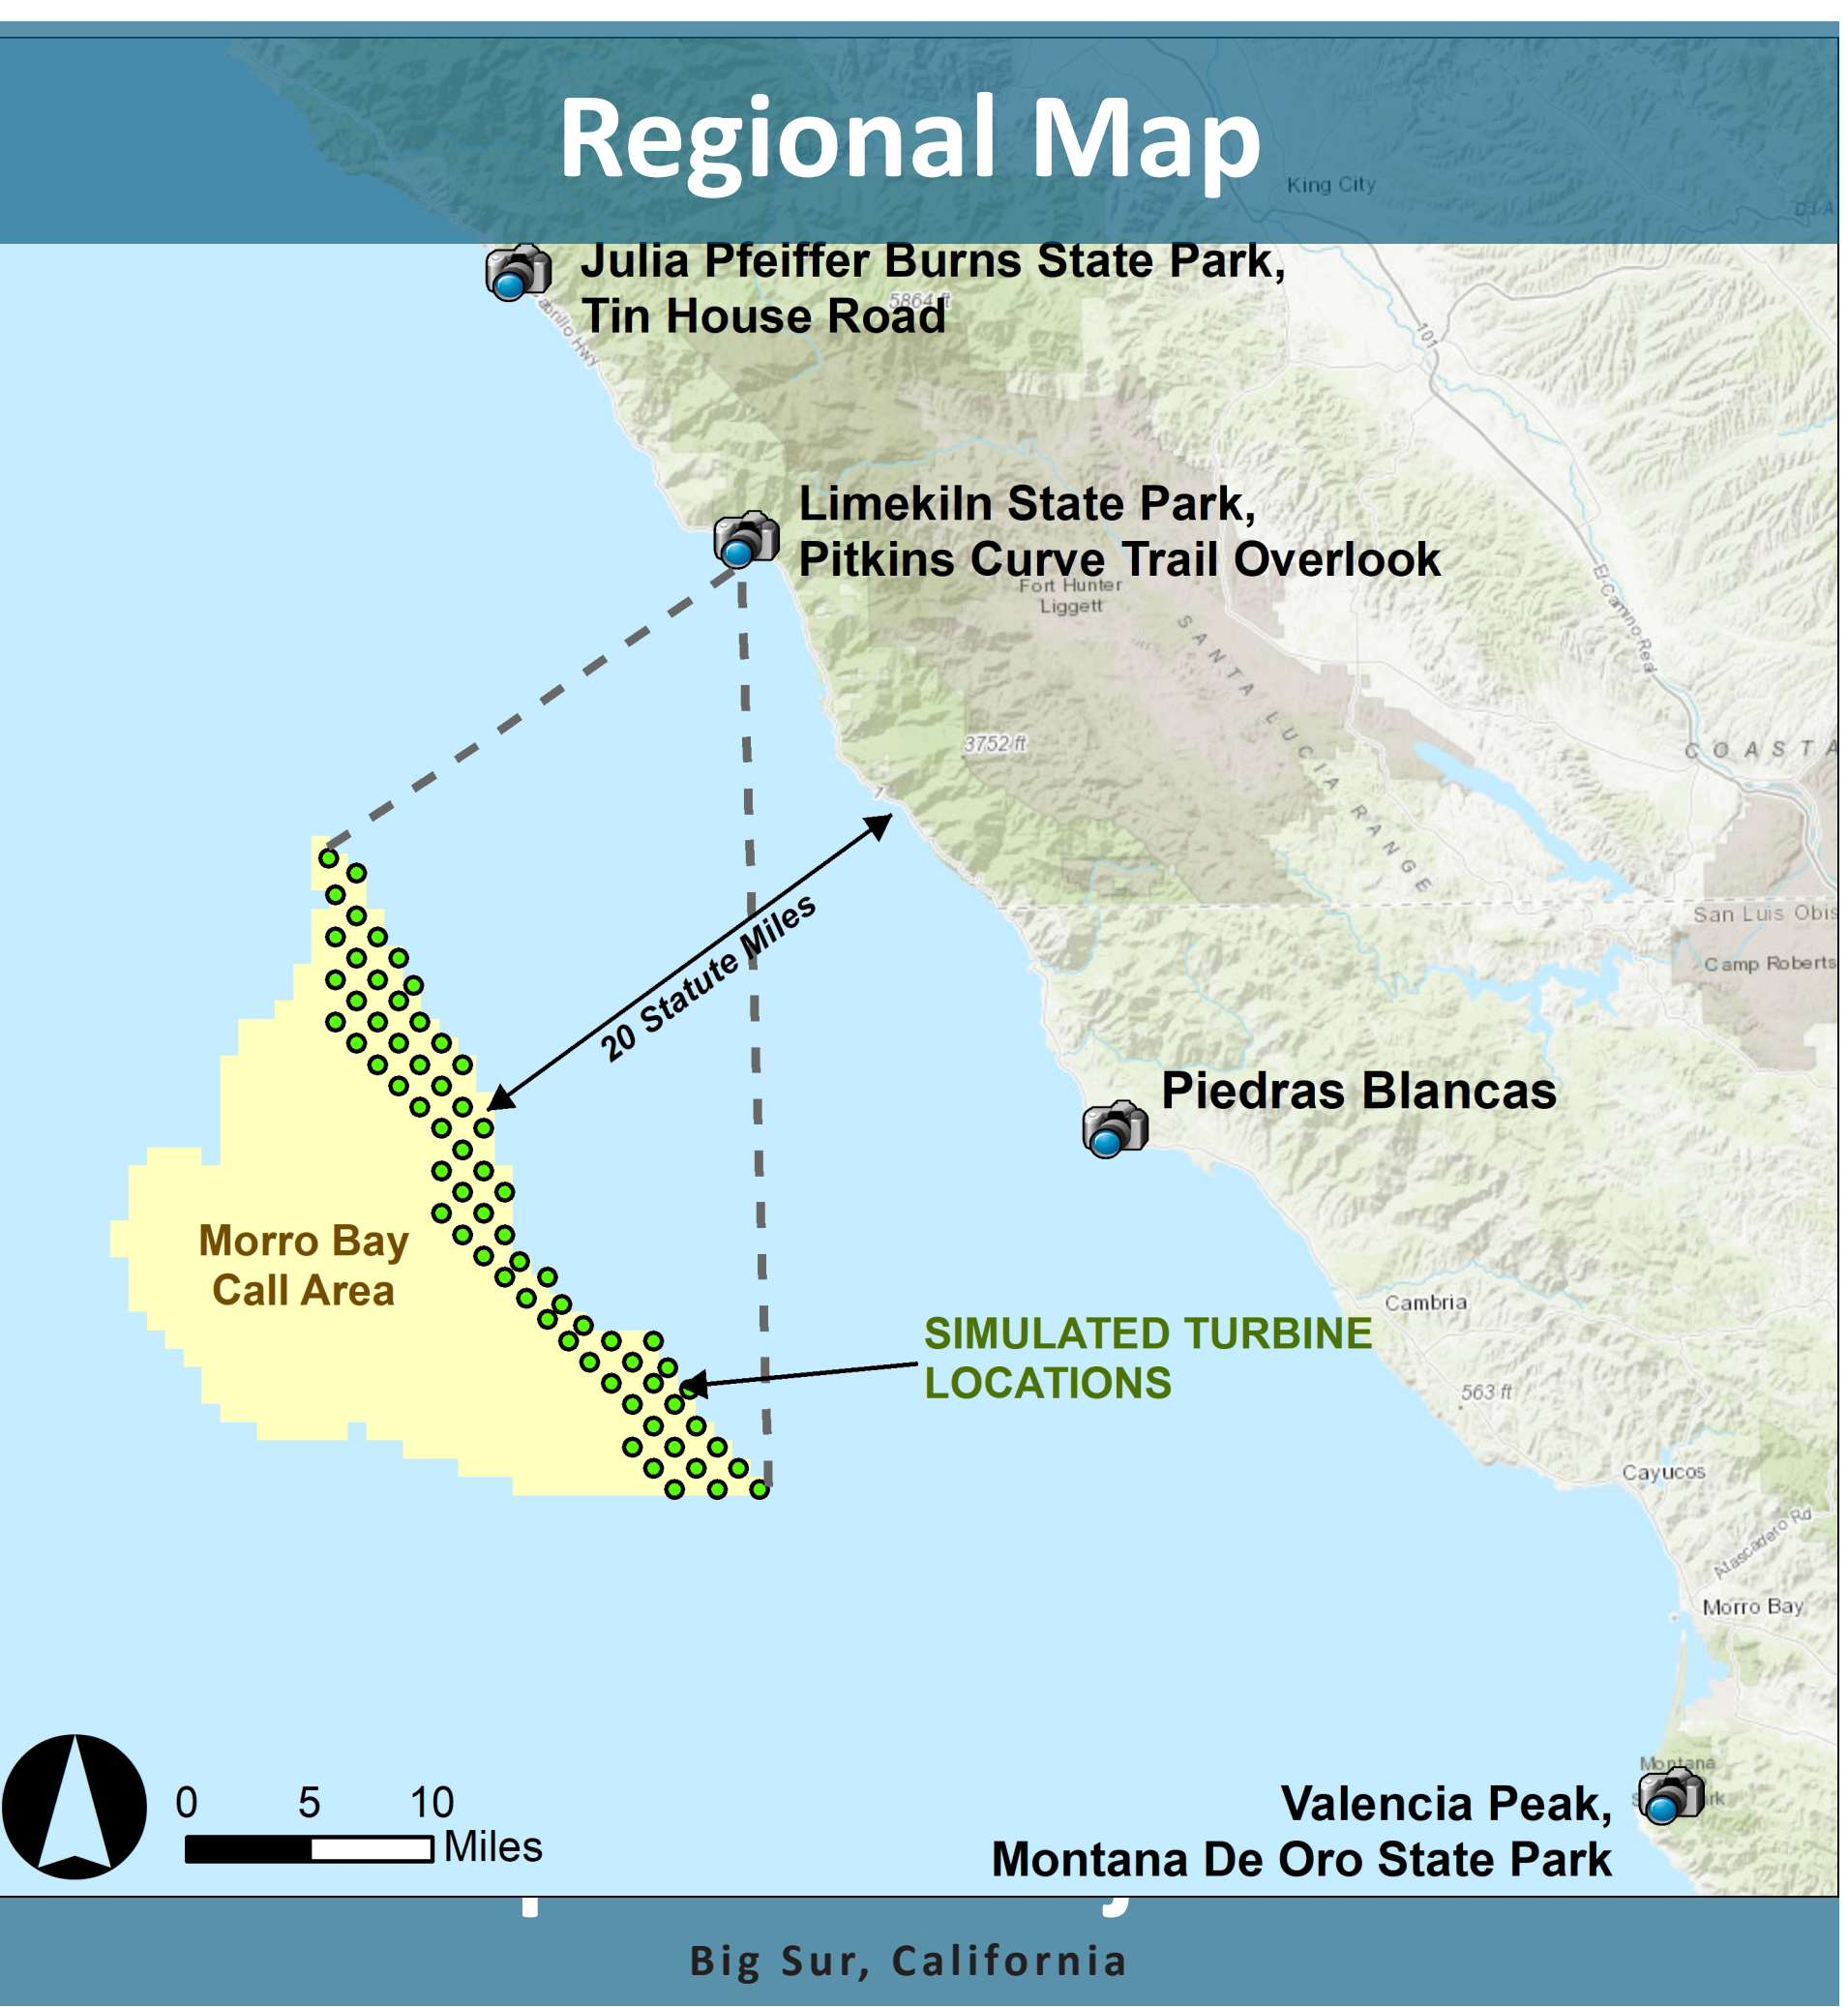 Regional Map
King City
Julia Pfeiffer Burns State Park,
Tin House Road
5864 ft
101
Limekiln State Park,
Pitkins Curve Trail Overlook
Fort Hunter
Liggett
El Camino Real
SANTA LUCIA RANGE
3752 ft
COASTA
1
20 Statute Miles
San Luis Obis
Camp Roberts
Piedras Blancas
Morro Bay
Call Area
Cambria
SIMULATED TURBINE
LOCATIONS
563 ft
Cayucos
Atascadero Rd
Morro Bay
Montana
0 5 10
Miles
Valencia Peak,
Montana De Oro State Park
Big Sur, California